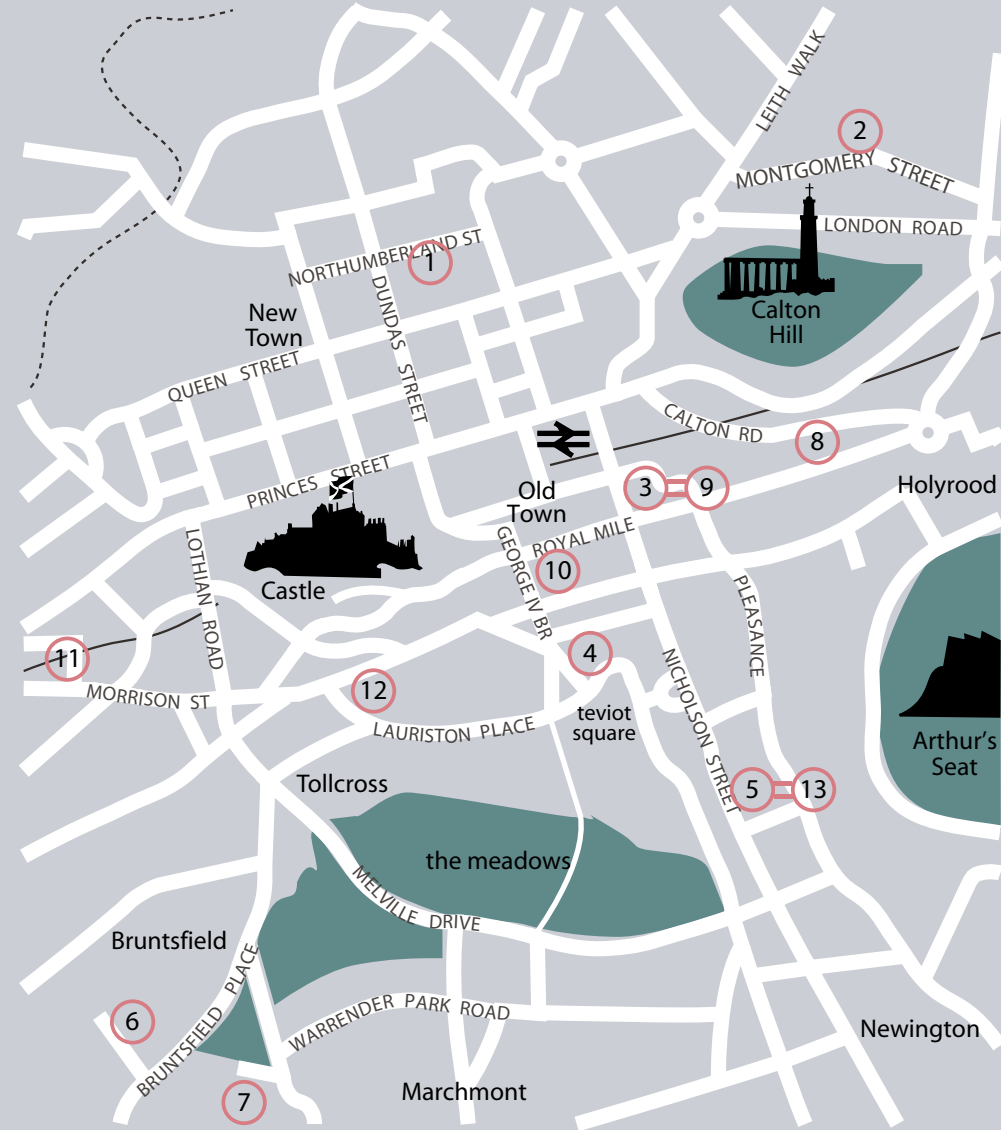 LEITH WALK
2
MONTGOMERY STREET
LONDON ROAD
NORTHUMBERLAND ST
1
DUNDAS STREET
New
Town
Calton
Hill
QUEEN STREET
CALTON RD
8
PRINCES STREET
3
9
Holyrood
Old
Town
ROYAL MILE
GEORGE IV BR
10
LOTHIAN ROAD
Castle
PLEASANCE
11
4
NICHOLSON STREET
MORRISON ST
12
LAURISTON PLACE
teviot
square
Arthur's
Seat
Tollcross
5
13
the meadows
MELVILLE DRIVE
Bruntsfield
BRUNTSFIELD PLACE
6
WARRENDER PARK ROAD
Newington
7
Marchmont